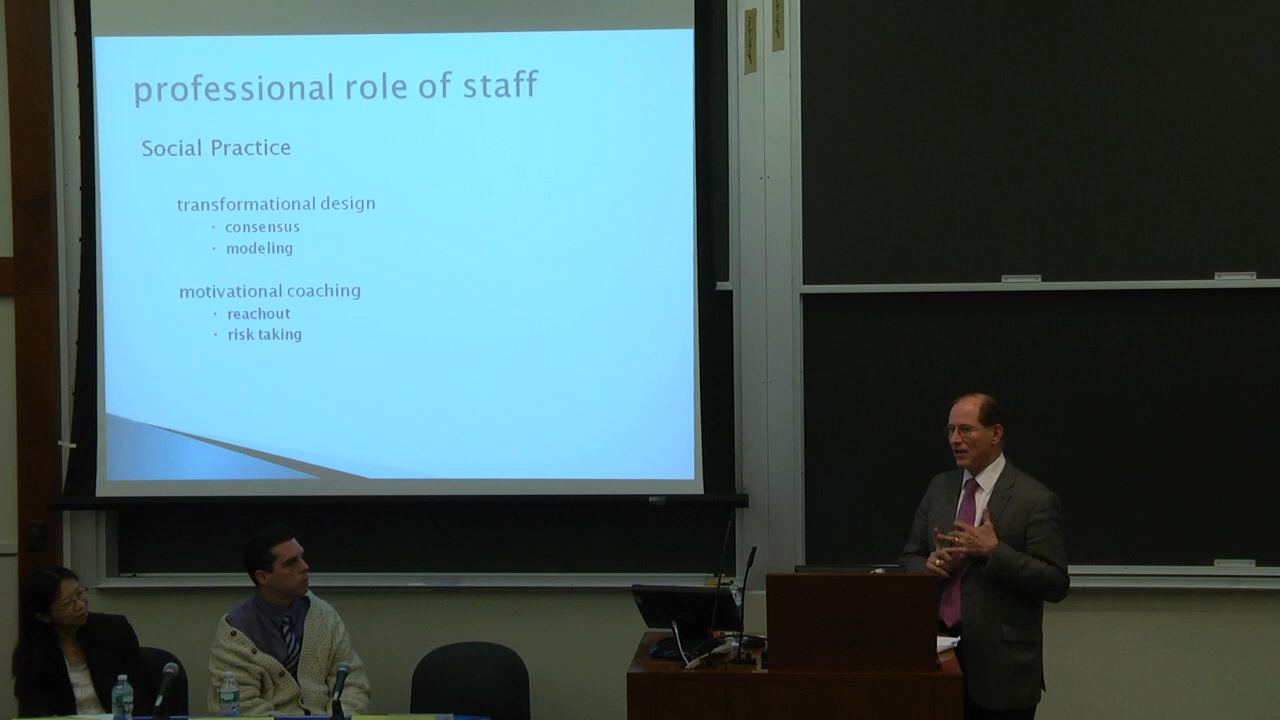 professional role of staff
Social Practice
transformational design
· consensus
· modeling
motivational coaching
· reachout
· risk taking